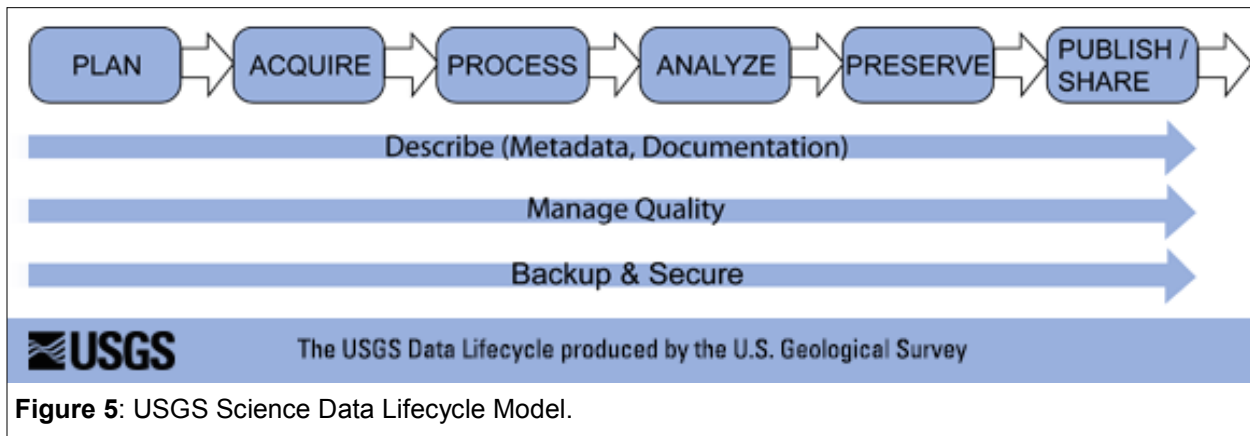 PLAN
ACQUIRE
PROCESS
ANALYZE
PRESERVE
PUBLISH /
SHARE
Describe (Metadata, Documentation)
Manage Quality
Backup & Secure
USGS
The USGS Data Lifecycle produced by the U.S. Geological Survey
Figure 5: USGS Science Data Lifecycle Model.